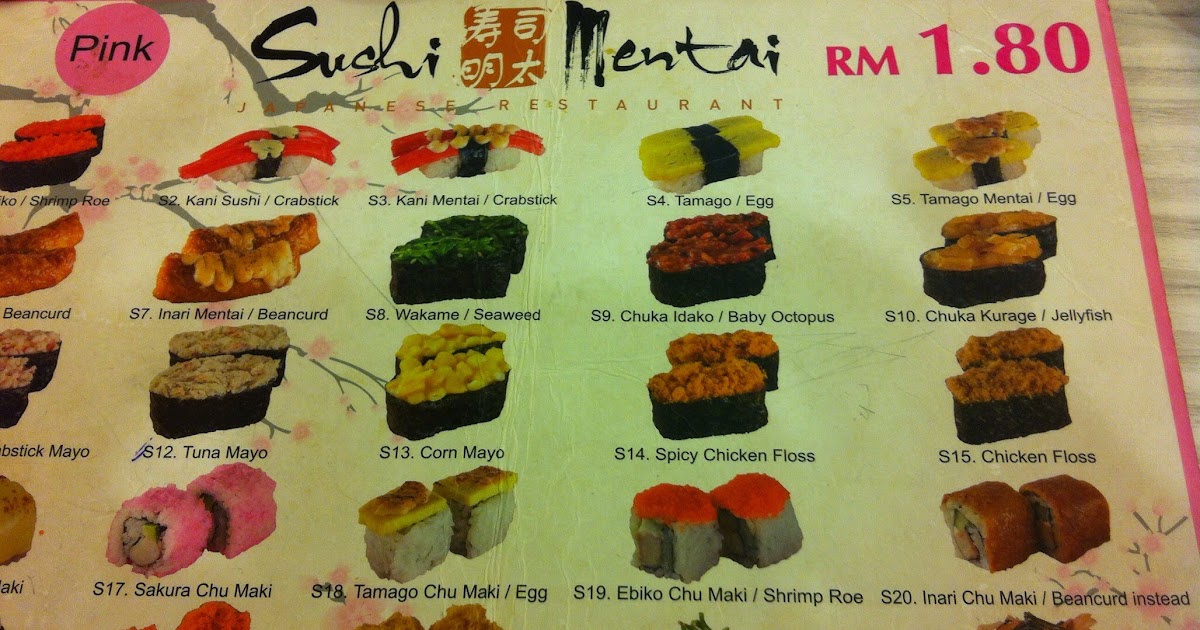 Pink
Sushi 寿司明太 Mentai
RM 1.80
JAPANESE RESTAURANT
/ Shrimp Roe
S2. Kani Sushi / Crabstick
S3. Kani Mentai / Crabstick
S4. Tamago / Egg
S5. Tamago Mentai / Egg
Beancurd
S7. Inari Mentai / Beancurd
S8. Wakame / Seaweed
S9. Chuka Idako / Baby Octopus
S10. Chuka Kurage / Jellyfish
Mayo
S12. Tuna Mayo
S13. Corn Mayo
S14. Spicy Chicken Floss
S15. Chicken Floss
S17. Sakura Chu Maki
S18. Tamago Chu Maki / Egg
S19. Ebiko Chu Maki / Shrimp Roe
S20. Inari Chu Maki / Beancurd instead